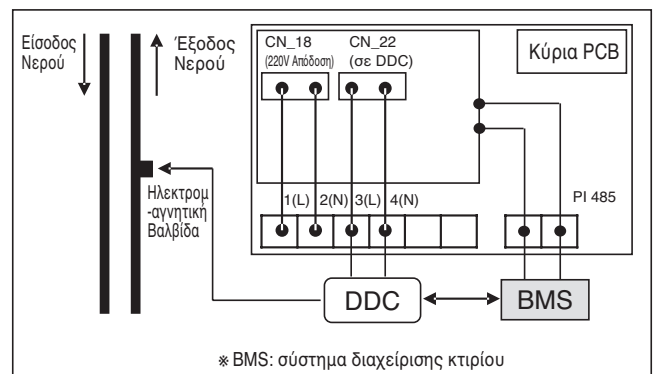 Είσοδος
Νερού
Έξοδος
Νερού
CN_18
(220V Απόδοση)
CN_22
(σε DDC)
Κύρια PCB
Ηλεκτρομ
-αγνητική
Βαλβίδα
1(L) 2(N) 3(L) 4(N)
PI 485
DDC
BMS
※ BMS: σύστημα διαχείρισης κτιρίου